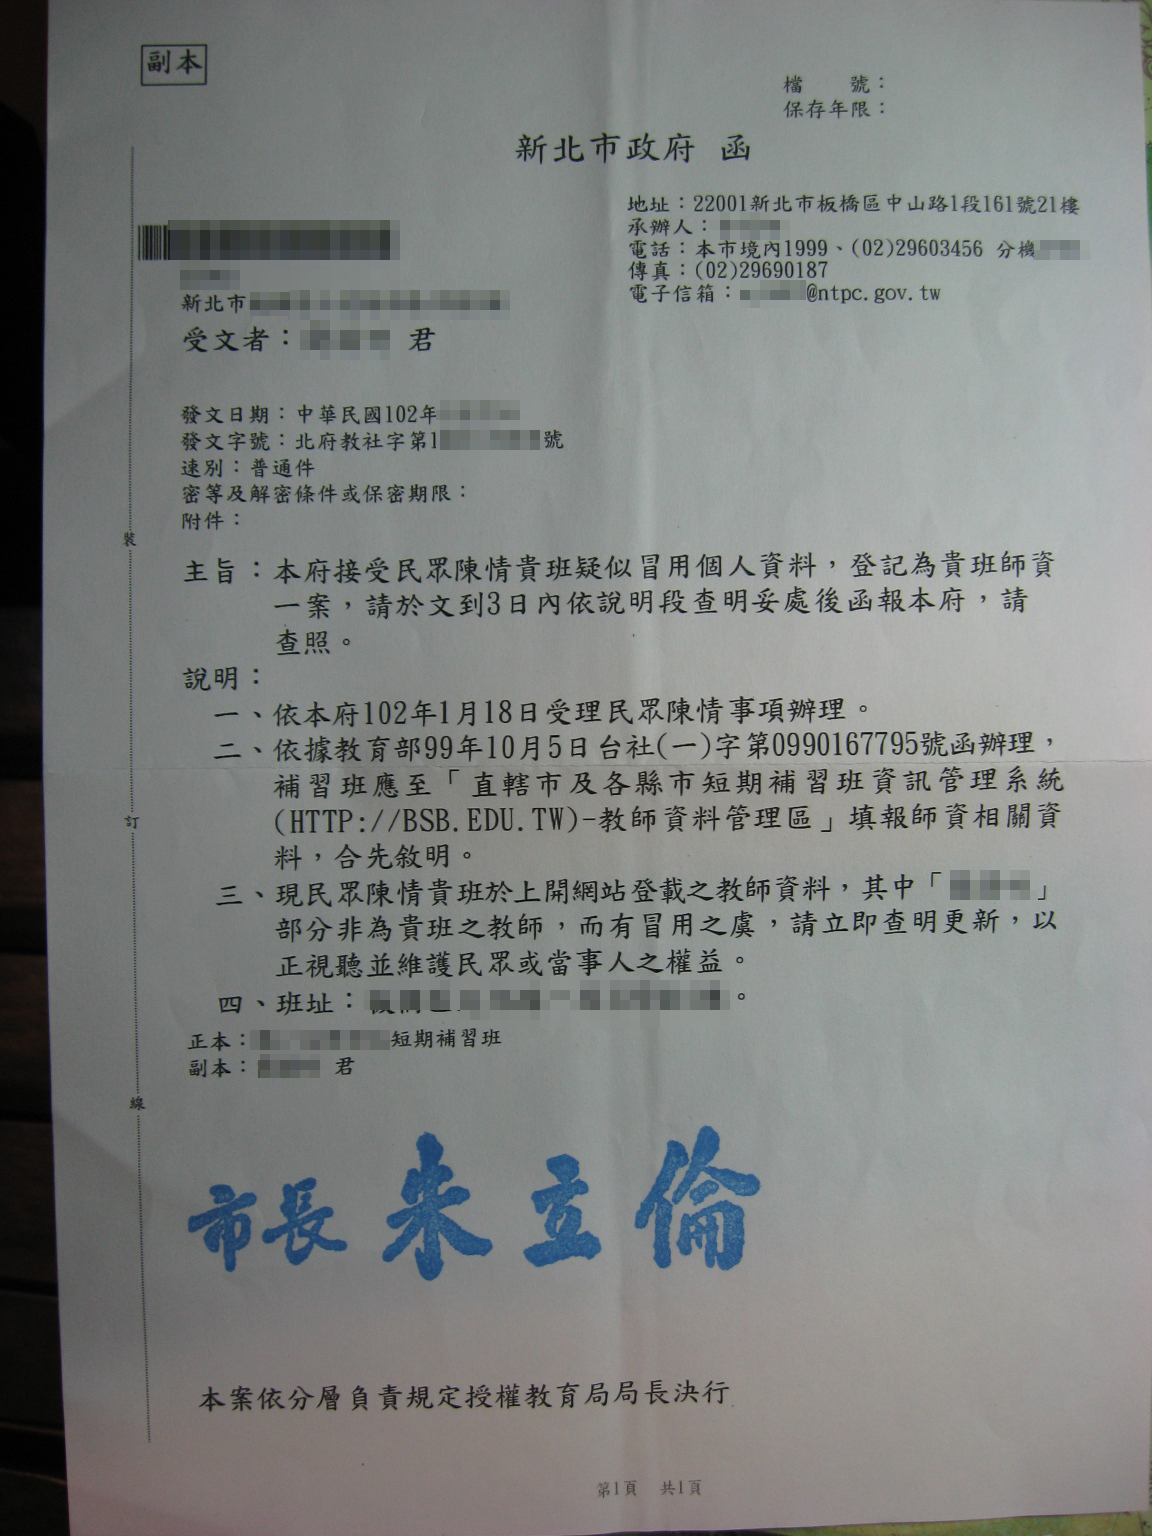 副本
檔　　號：
保存年限：
新北市政府 函
地址：22001新北市板橋區中山路1段161號21樓
承辦人：
電話：本市境內1999、(02)29603456 分機
傳真：(02)29690187
電子信箱：@ntpc.gov.tw
新北市
受文者： 君
發文日期：中華民國102年
發文字號：北府教社字第1號
速別：普通件
密等及解密條件或保密期限：
附件：
裝
主旨：本府接受民眾陳情貴班疑似冒用個人資料，登記為貴班師資
一案，請於文到3日內依說明段查明妥處後函報本府，請
查照。
說明：
一、依本府102年1月18日受理民眾陳情事項辦理。
二、依據教育部99年10月5日台社(一)字第0990167795號函辦理，
補習班應至「直轄市及各縣市短期補習班資訊管理系統
(HTTP://BSB.EDU.TW)-教師資料管理區」填報師資相關資
訂
料，合先敘明。
三、現民眾陳情貴班於上開網站登載之教師資料，其中「」
部分非為貴班之教師，而有冒用之虞，請立即查明更新，以
正視聽並維護民眾或當事人之權益。
四、班址：。
正本：短期補習班
副本： 君
線
市長 朱立倫
本案依分層負責規定授權教育局局長決行
第1頁　共1頁